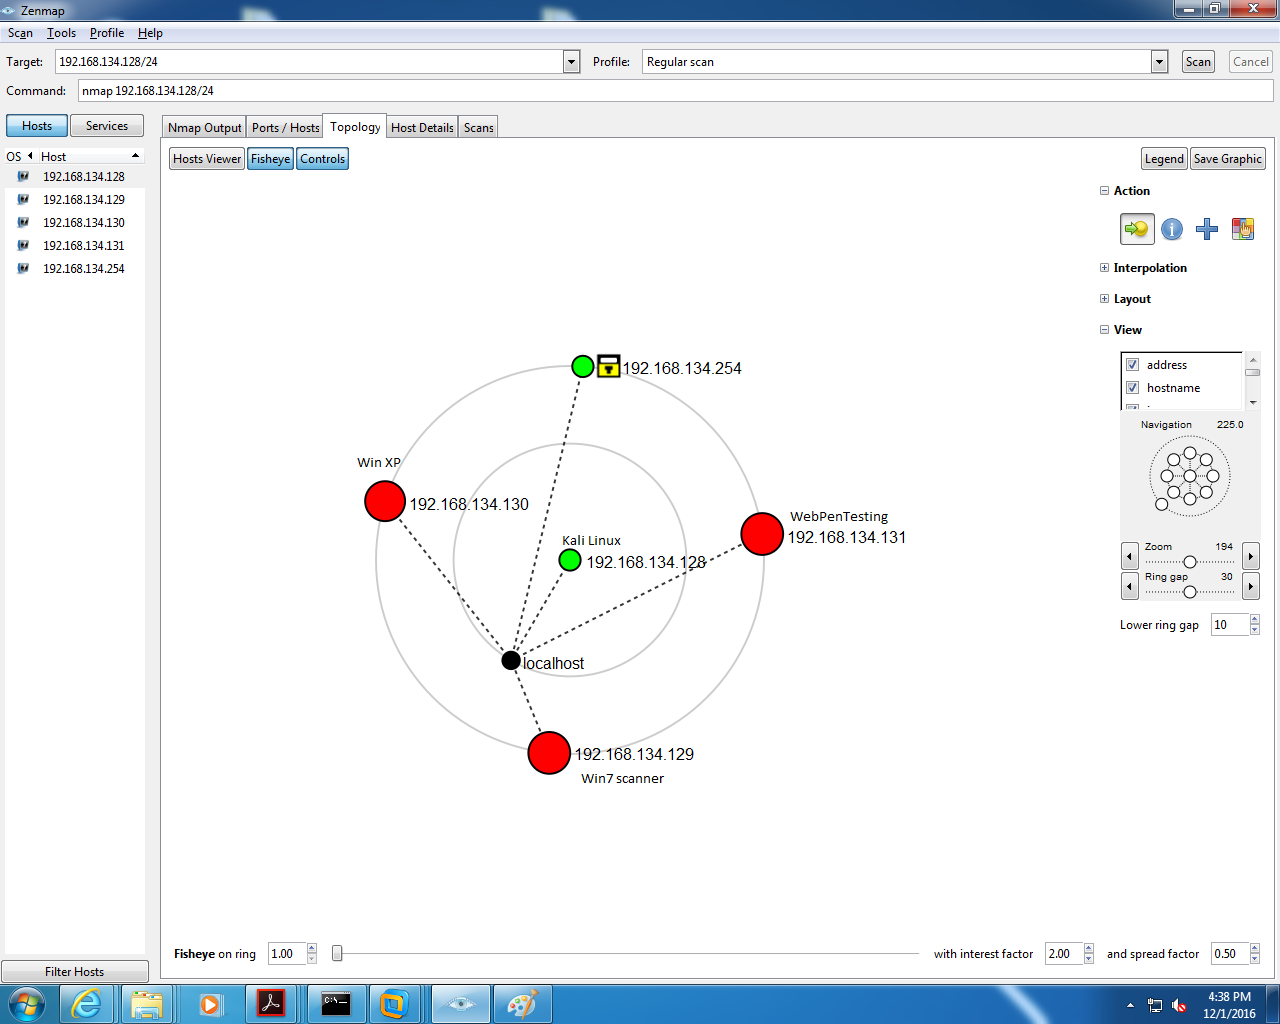 Zenmap
Scan Tools Profile Help
Target: 192.168.134.128/24 Profile: Regular scan Scan Cancel
Command: nmap 192.168.134.128/24
Hosts Services
Nmap Output Ports / Hosts Topology Host Details Scans
OS Host
192.168.134.128
192.168.134.129
192.168.134.130
192.168.134.131
192.168.134.254
Filter Hosts
Hosts Viewer Fisheye Controls
Legend Save Graphic
192.168.134.254
Win XP
192.168.134.130
WebPenTesting
192.168.134.131
Kali Linux
192.168.134.128
localhost
192.168.134.129
Win7 scanner
Action
Interpolation
Layout
View
address
hostname
Navigation 225.0
Zoom 194
Ring gap 30
Lower ring gap 10
Fisheye on ring 1.00 with interest factor 2.00 and spread factor 0.50
C:\.
4:38 PM
12/1/2016